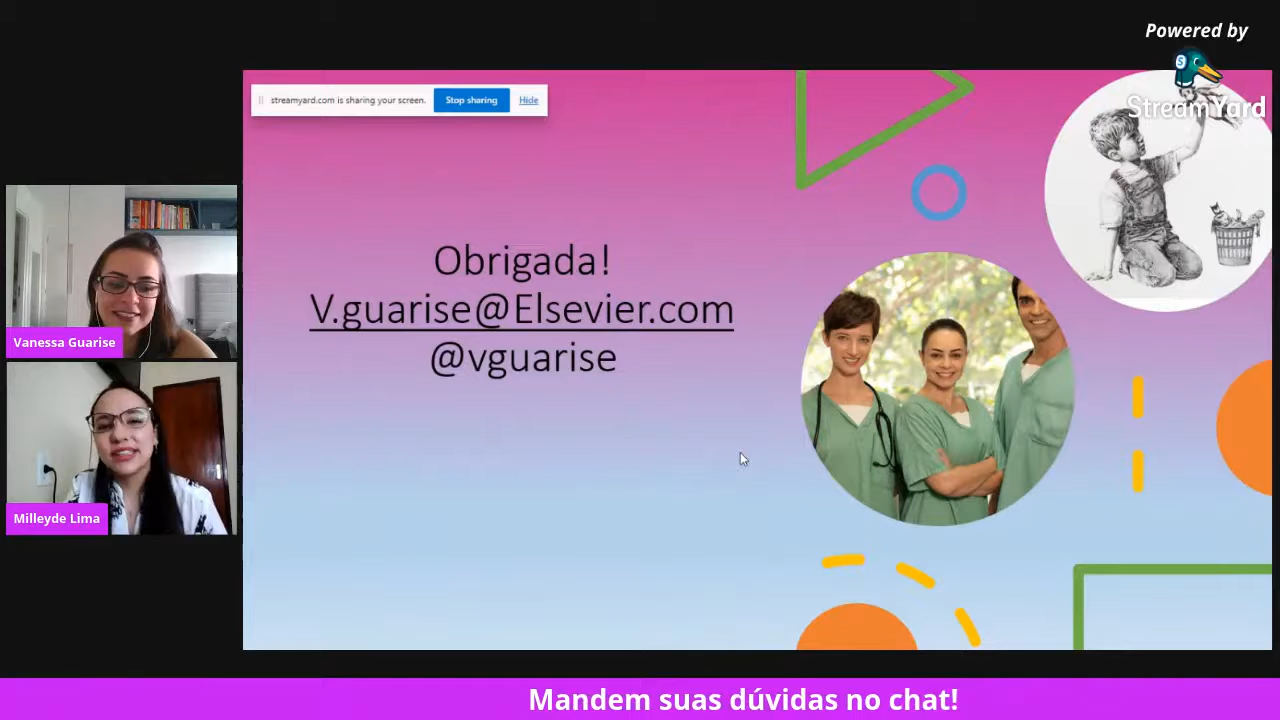 Powered by
S
StreamYard
streamyard.com is sharing your screen. Stop sharing Hide
Obrigada!
V.guarise@Elsevier.com
@vguarise
Vanessa Guarise
Milleyde Lima
Mandem suas dúvidas no chat!